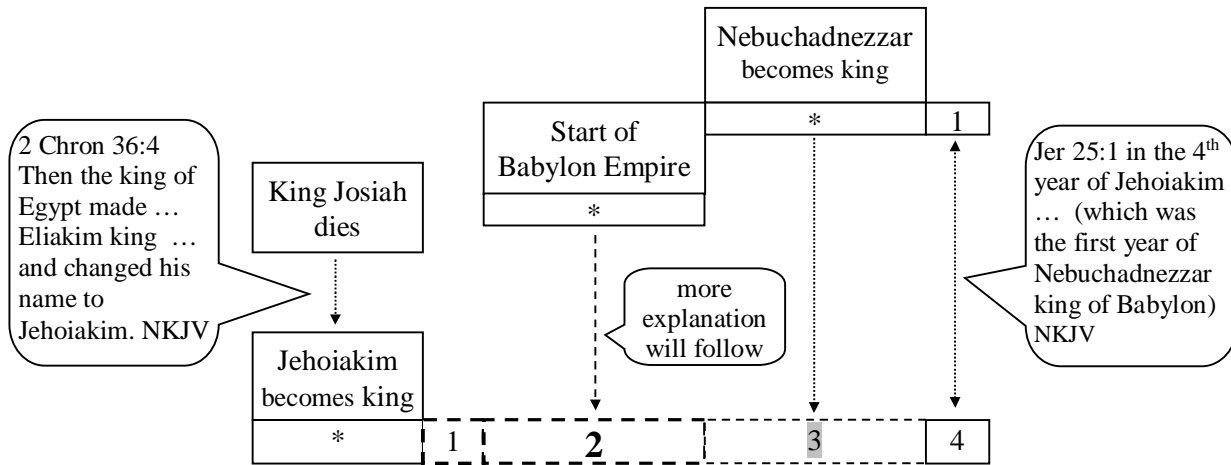 Nebuchadnezzar
becomes king
*
1
Start of
Babylon Empire
*
2 Chron 36:4
Then the king of
Egypt made …
Eliakim king … 
and changed his
name to
Jehoiakim. NKJV
King Josiah
dies
Jer 25:1 in the 4th
year of Jehoiakim
… (which was
the first year of
Nebuchadnezzar
king of Babylon)
NKJV
more
explanation
will follow
Jehoiakim
becomes king
*
1
2
3
4